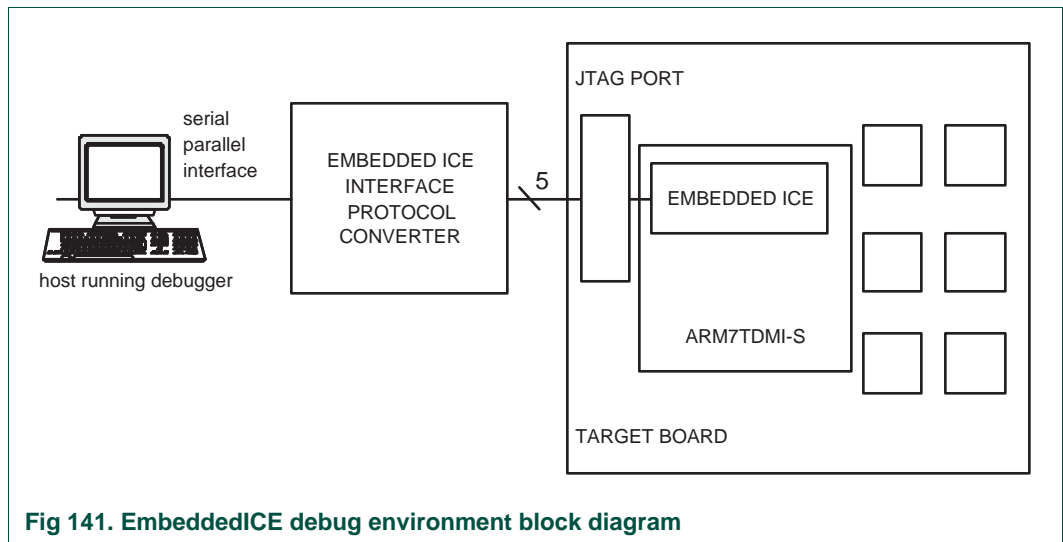 JTAG PORT
serial
parallel
interface
EMBEDDED ICE
INTERFACE
PROTOCOL
CONVERTER
5
EMBEDDED ICE
host running debugger
ARM7TDMI-S
TARGET BOARD
Fig 141. EmbeddedICE debug environment block diagram